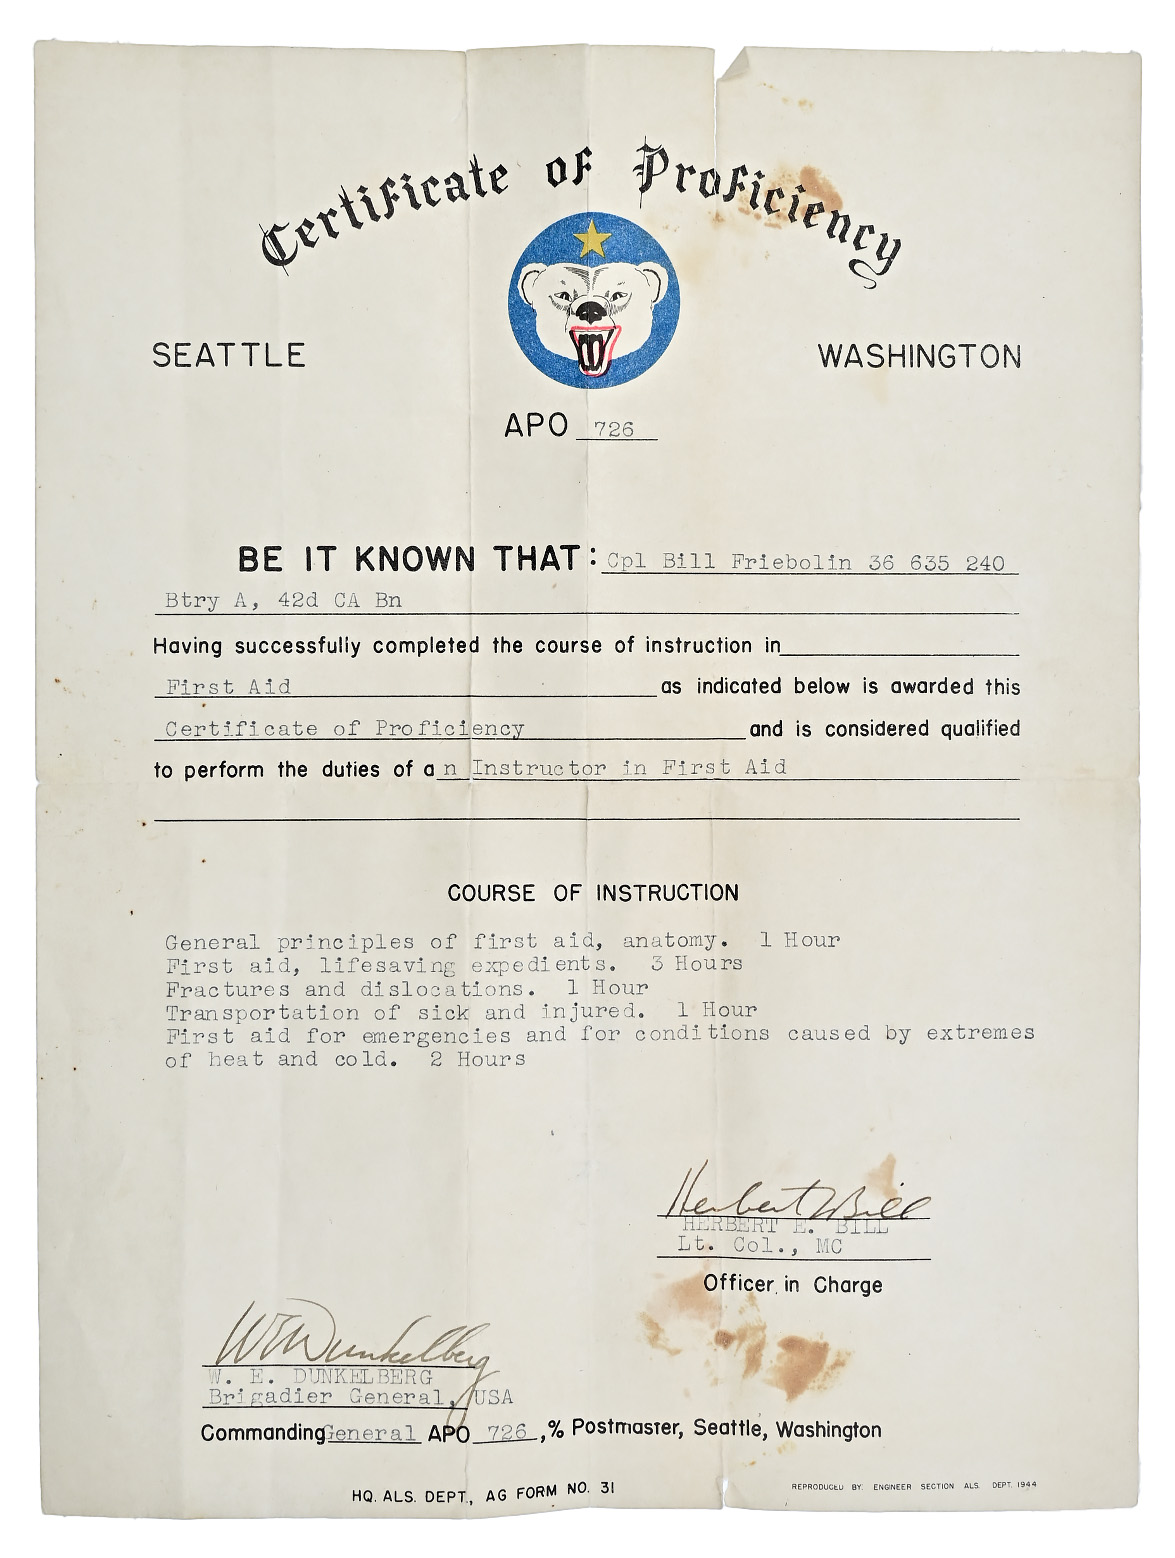 Certificate of Proficiency
SEATTLE WASHINGTON
APO 726
BE IT KNOWN THAT: Cpl Bill Friebolin 36 635 240
Btry A, 42d CA Bn
Having successfully completed the course of instruction in
First Aid as indicated below is awarded this
Certificate of Proficiency and is considered qualified
to perform the duties of a n Instructor in First Aid
COURSE OF INSTRUCTION
General principles of first aid, anatomy. 1 Hour
First aid, lifesaving expedients. 3 Hours
Fractures and dislocations. 1 Hour
Transportation of sick and injured. 1 Hour
First aid for emergencies and for conditions caused by extremes
of heat and cold. 2 Hours
Herbert E Bill
HERBERT E. BILL
Lt. Col., MC
Officer in Charge
WE Dunkelberg
W. E. DUNKELBERG
Brigadier General, USA
Commanding General APO 726, % Postmaster, Seattle, Washington
HQ. ALS. DEPT., AG FORM NO. 31
REPRODUCED BY: ENGINEER SECTION ALS. DEPT. 1944